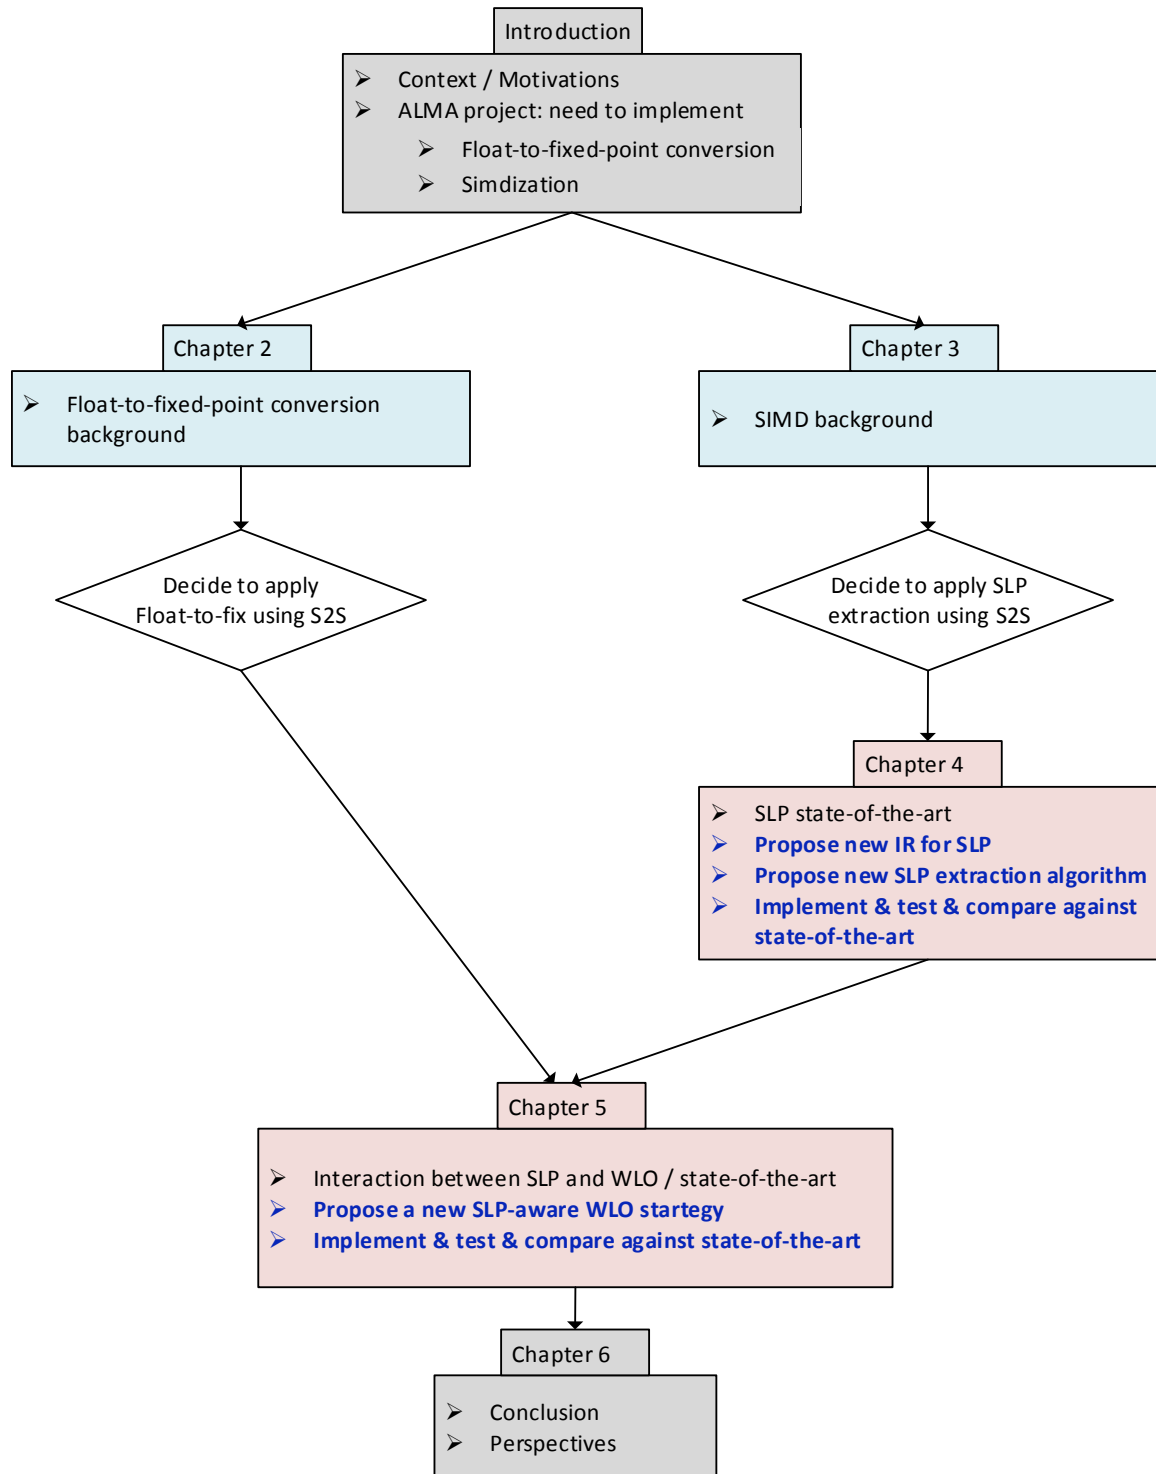 Introduction
➢ Context / Motivations
➢ ALMA project: need to implement
➢ Float-to-fixed-point conversion
➢ Simdization
Chapter 2
➢ Float-to-fixed-point conversion
background
Chapter 3
➢ SIMD background
Decide to apply
Float-to-fix using S2S
Decide to apply SLP
extraction using S2S
Chapter 4
➢ SLP state-of-the-art
➢ Propose new IR for SLP
➢ Propose new SLP extraction algorithm
➢ Implement & test & compare against
state-of-the-art
Chapter 5
➢ Interaction between SLP and WLO / state-of-the-art
➢ Propose a new SLP-aware WLO startegy
➢ Implement & test & compare against state-of-the-art
Chapter 6
➢ Conclusion
➢ Perspectives